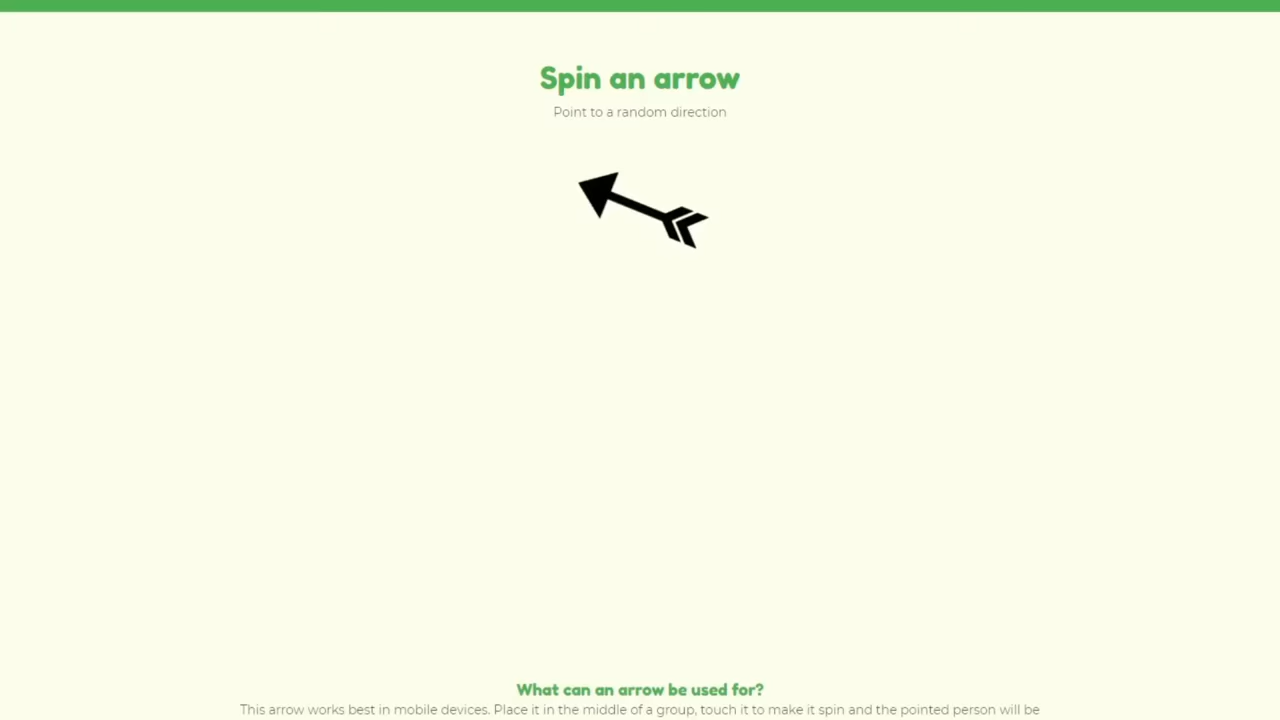 Spin an arrow
Point to a random direction
What can an arrow be used for?
This arrow works best in mobile devices. Place it in the middle of a group, touch it to make it spin and the pointed person will be